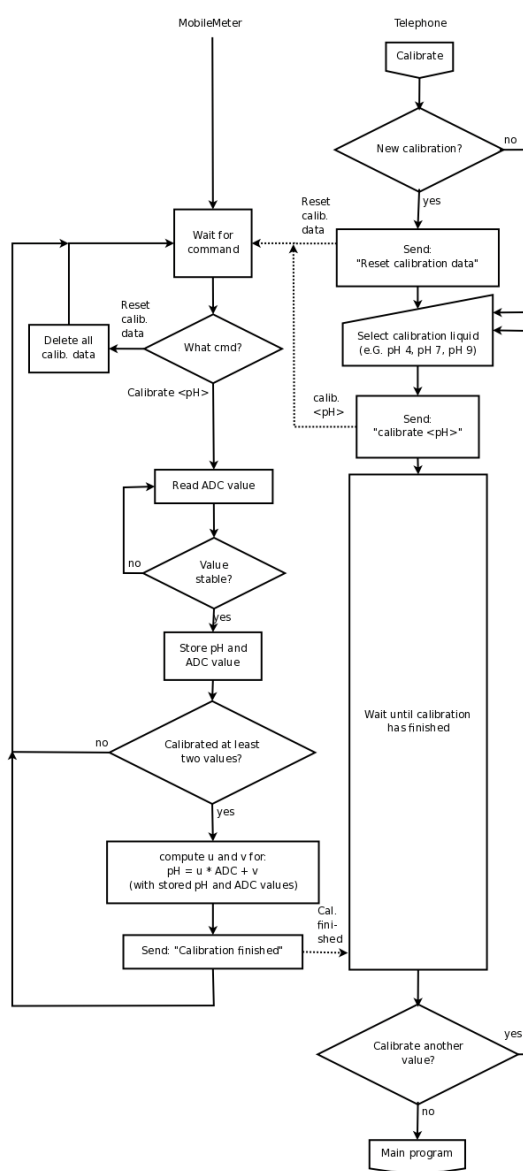 MobileMeter
Telephone
Calibrate
New calibration?
no
yes
Reset
calib.
data
Wait for
command
Send:
"Reset calibration data"
Reset
calib.
data
Delete all
calib. data
What cmd?
Select calibration liquid
(e.G. pH 4, pH 7, pH 9)
Calibrate <pH>
calib.
<pH>
Send:
"calibrate <pH>"
Read ADC value
no
Value
stable?
yes
Store pH and
ADC value
Wait until calibration
has finished
no
Calibrated at least
two values?
yes
compute u and v for:
pH = u * ADC + v
(with stored pH and ADC values)
Cal.
fini-
shed
Send: "Calibration finished"
Calibrate another
value?
yes
no
Main program